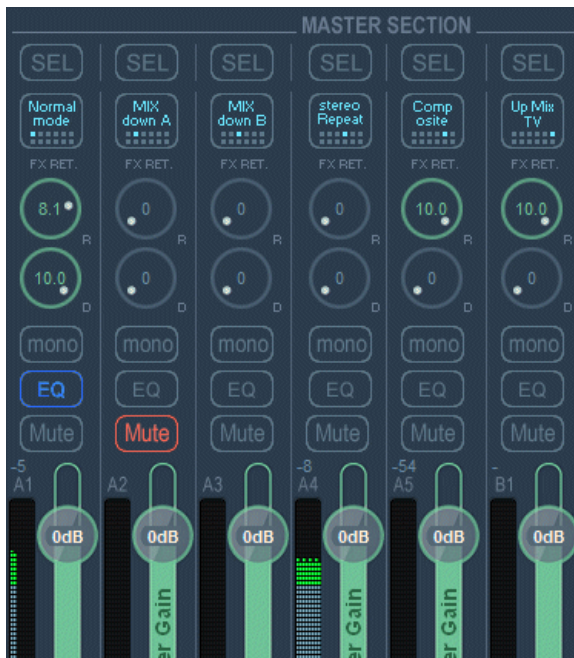 MASTER SECTION
SEL SEL SEL SEL SEL SEL
Normal mode MIX down A MIX down B stereo Repeat Comp osite Up Mix TV
FX RET. FX RET. FX RET. FX RET. FX RET. FX RET.
8.1 0 0 0 10.0 10.0
R R R R R R
10.0 0 0 0 0 0
D D D D D D
mono mono mono mono mono mono
EQ EQ EQ EQ EQ EQ
Mute Mute Mute Mute Mute Mute
-5 -8 -54 -
A1 A2 A3 A4 A5 B1
0dB 0dB 0dB 0dB 0dB 0dB
er Gain er Gain er Gain